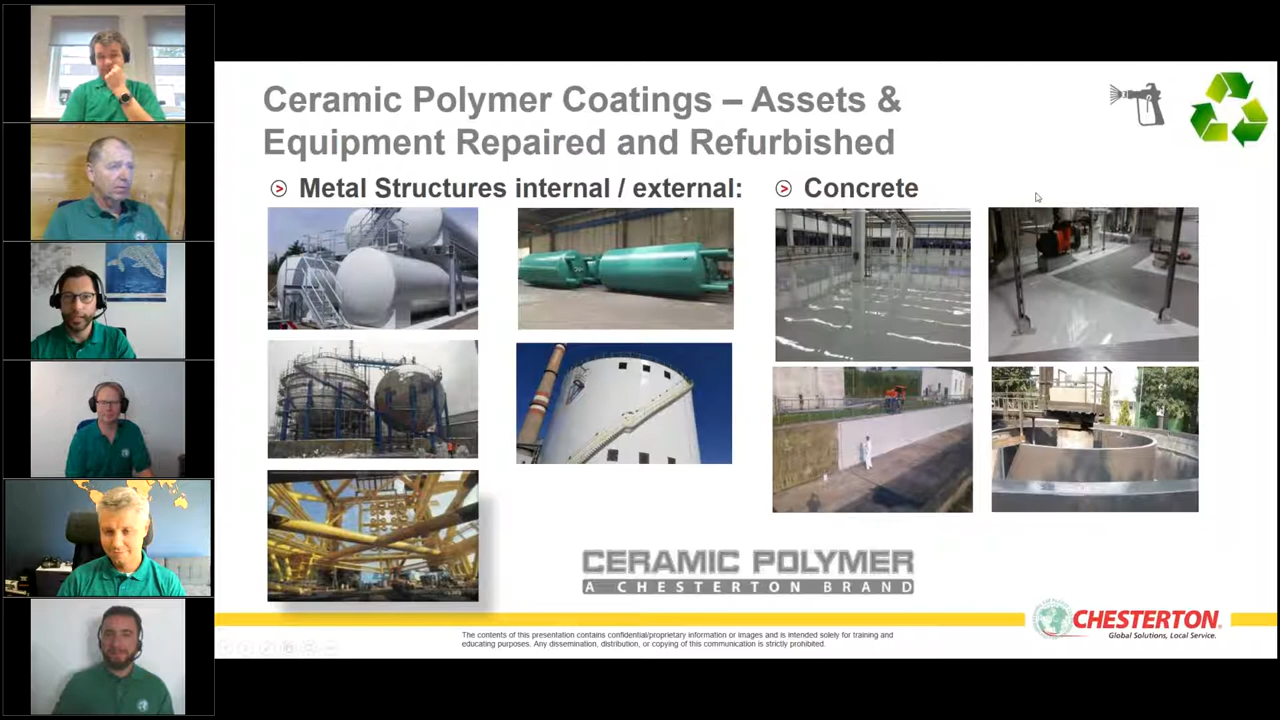 Ceramic Polymer Coatings – Assets &
Equipment Repaired and Refurbished
Metal Structures internal / external:
Concrete
CERAMIC POLYMER
A CHESTERTON BRAND
CHESTERTON®
Global Solutions, Local Service.
The contents of this presentation contains confidential/proprietary information or images and is intended solely for training and
educating purposes. Any dissemination, distribution, or copying of this communication is strictly prohibited.